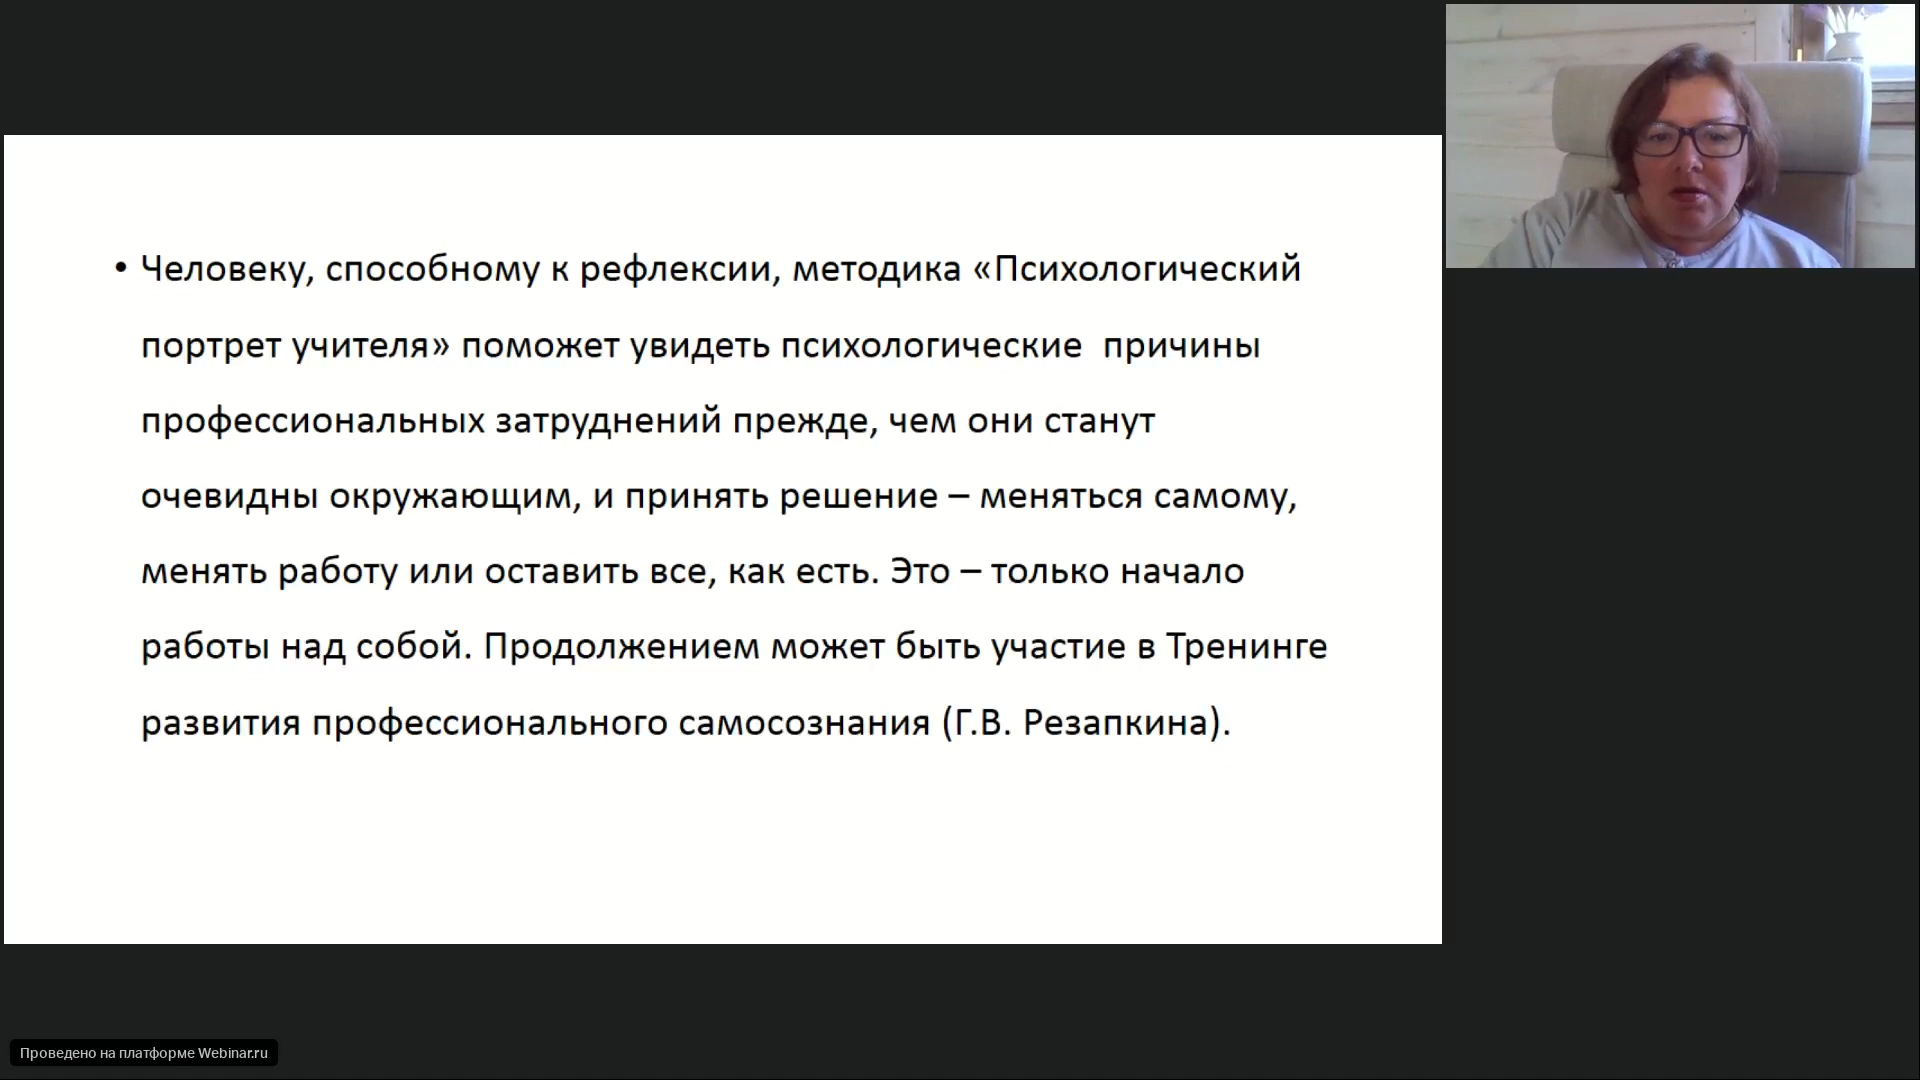 • Человеку, способному к рефлексии, методика «Психологический
портрет учителя» поможет увидеть психологические  причины
профессиональных затруднений прежде, чем они станут
очевидны окружающим, и принять решение – меняться самому,
менять работу или оставить все, как есть. Это – только начало
работы над собой. Продолжением может быть участие в Тренинге
развития профессионального самосознания (Г.В. Резапкина).
Проведено на платформе Webinar.ru